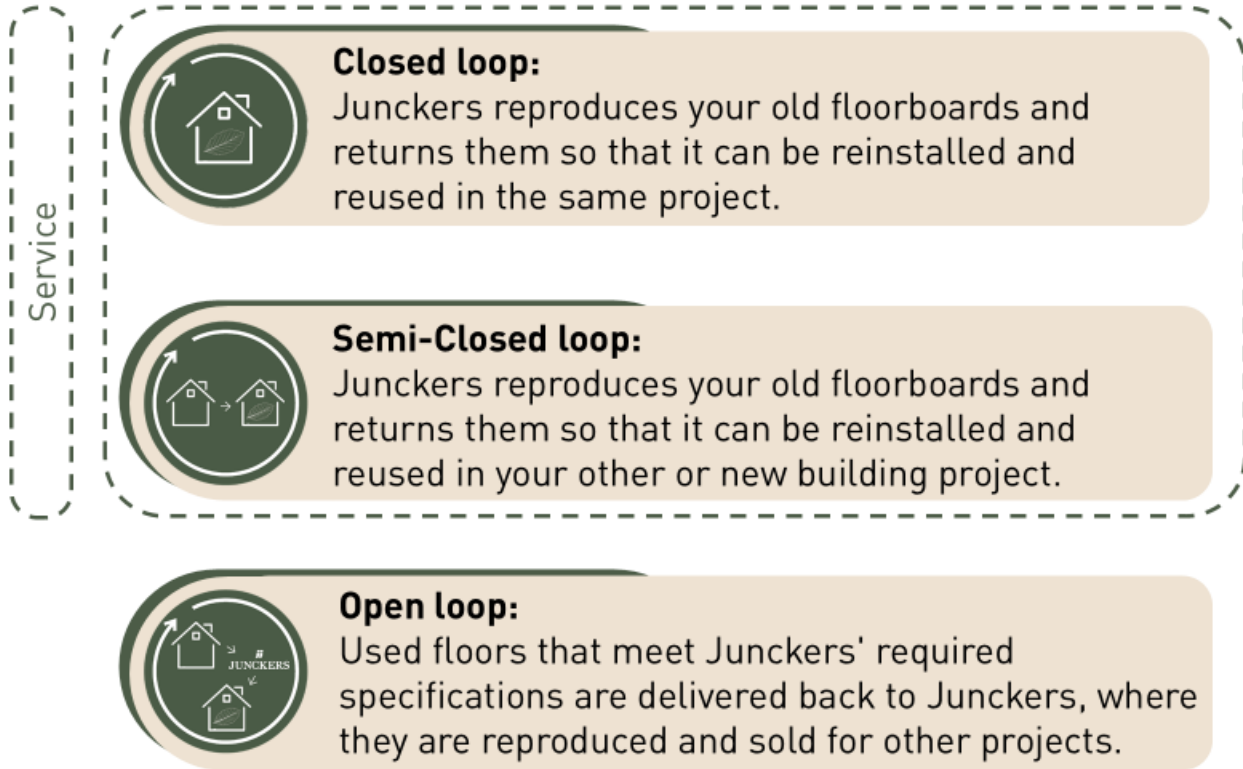 Service
Closed loop:
Junckers reproduces your old floorboards and
returns them so that it can be reinstalled and
reused in the same project.
Semi-Closed loop:
Junckers reproduces your old floorboards and
returns them so that it can be reinstalled and
reused in your other or new building project.
Open loop:
Used floors that meet Junckers' required
specifications are delivered back to Junckers, where
they are reproduced and sold for other projects.
JUNCKERS